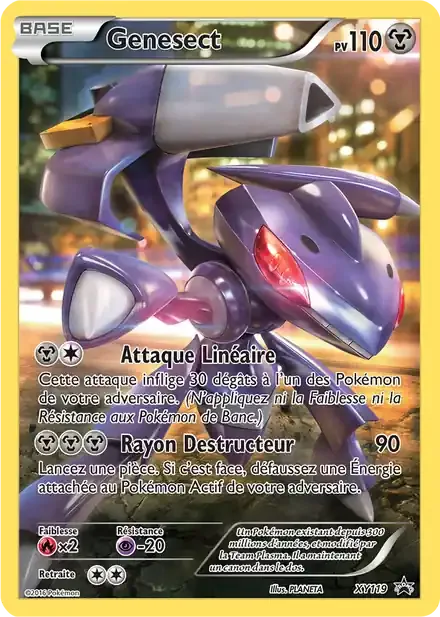 BASE
Genesect
PV110
Attaque Linéaire
Cette attaque inflige 30 dégâts à l'un des Pokémon
de votre adversaire. (N'appliquez ni la Faiblesse ni la
Résistance aux Pokémon de Banc.)
Rayon Destructeur 90
Lancez une pièce. Si c'est face, défaussez une Énergie
attachée au Pokémon Actif de votre adversaire.
Faiblesse Résistance
x2 -20
Un Pokémon existant depuis 300
millions d'années, et modifié par
la Team Plasma. Il a maintenant
un canon dans le dos.
Retraite
©2016 Pokémon Illus. PLANETA XY119